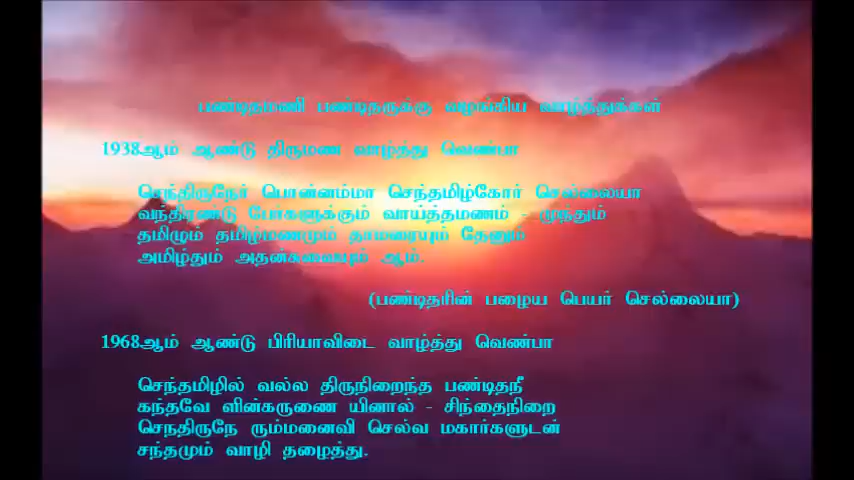 பண்டிதமணி பண்டிதருக்கு வழங்கிய வாழ்த்துக்கள்
1938ஆம் ஆண்டு திருமண வாழ்த்து வெண்பா
செந்திருநேர் பொன்னம்மா செந்தமிழ்கோர் செல்லையா
வந்திரண்டு பேர்களுக்கும் வாய்த்தமணம் - முந்தும்
தமிழும் தமிழ்மணமும் தாமரையும் தேனும்
அமிழ்தும் அதன்சுவையும் ஆம்.
(பண்டிதரின் பழைய பெயர் செல்லையா)
1968ஆம் ஆண்டு பிரியாவிடை வாழ்த்து வெண்பா
செந்தமிழில் வல்ல திருநிறைந்த பண்டிதநீ
கந்தவே ளின்கருணை யினால் - சிந்தைநிறை
செநதிருநே ரும்மனைவி செல்வ மகார்களுடன்
சந்தமும் வாழி தழைத்து.